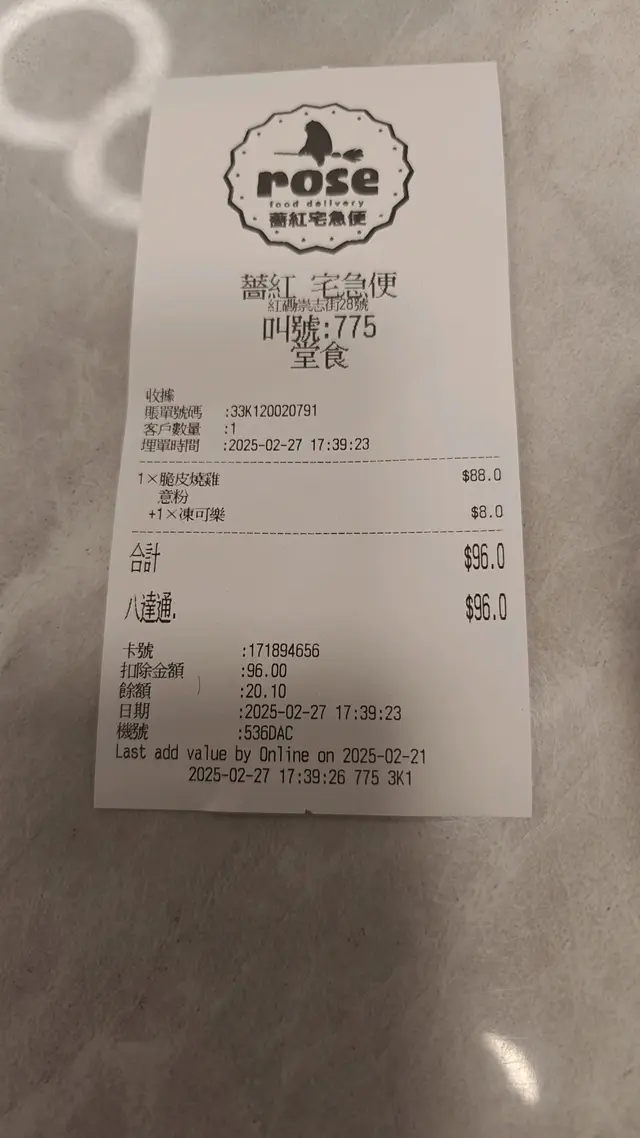 rose
food delivery
薔紅宅急便
薔紅 宅急便
紅磡崇志街28號
叫號:775
堂食
收據
賬單號碼 :33K120020791
客戶數量 :1
埋單時間 :2025-02-27 17:39:23
1×脆皮燒雞 $88.0
意粉
+1×凍可樂 $8.0
合計 $96.0
八達通. $96.0
卡號 :171894656
扣除金額 :96.00
餘額 :20.10
日期 :2025-02-27 17:39:23
機號 :536DAC
Last add value by Online on 2025-02-21
2025-02-27 17:39:26 775 3K1